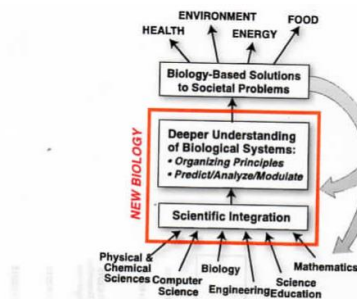 ENVIRONMENT
FOOD
HEALTH
ENERGY
Biology-Based Solutions
to Societal Problems
NEW BIOLOGY
Deeper Understanding
of Biological Systems:
• Organizing Principles
• Predict/Analyze/Modulate
Scientific Integration
Physical &
Chemical
Sciences
Computer
Science
Biology
Engineering
Science
Education
Mathematics